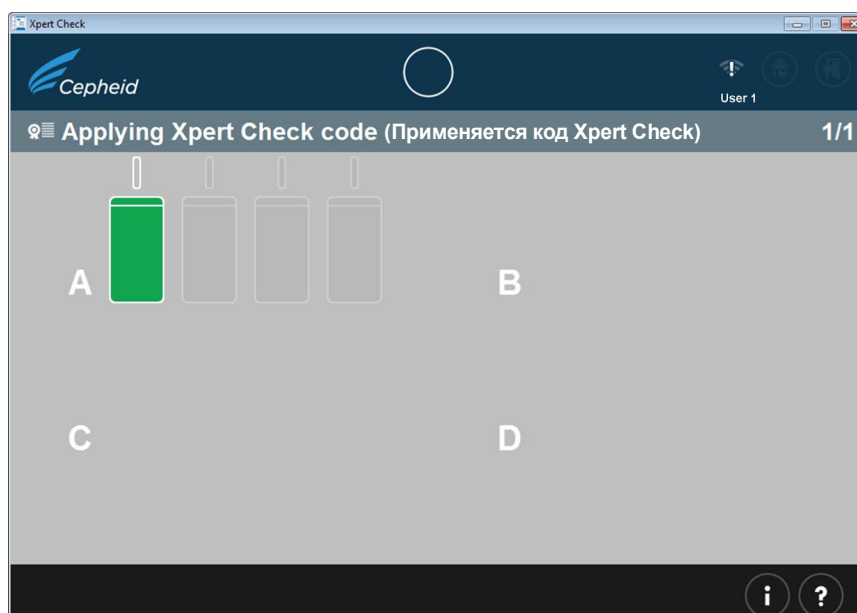 Xpert Check
Cepheid
User 1
Applying Xpert Check code (Применяется код Xpert Check) 1/1
A B
C D
i ?